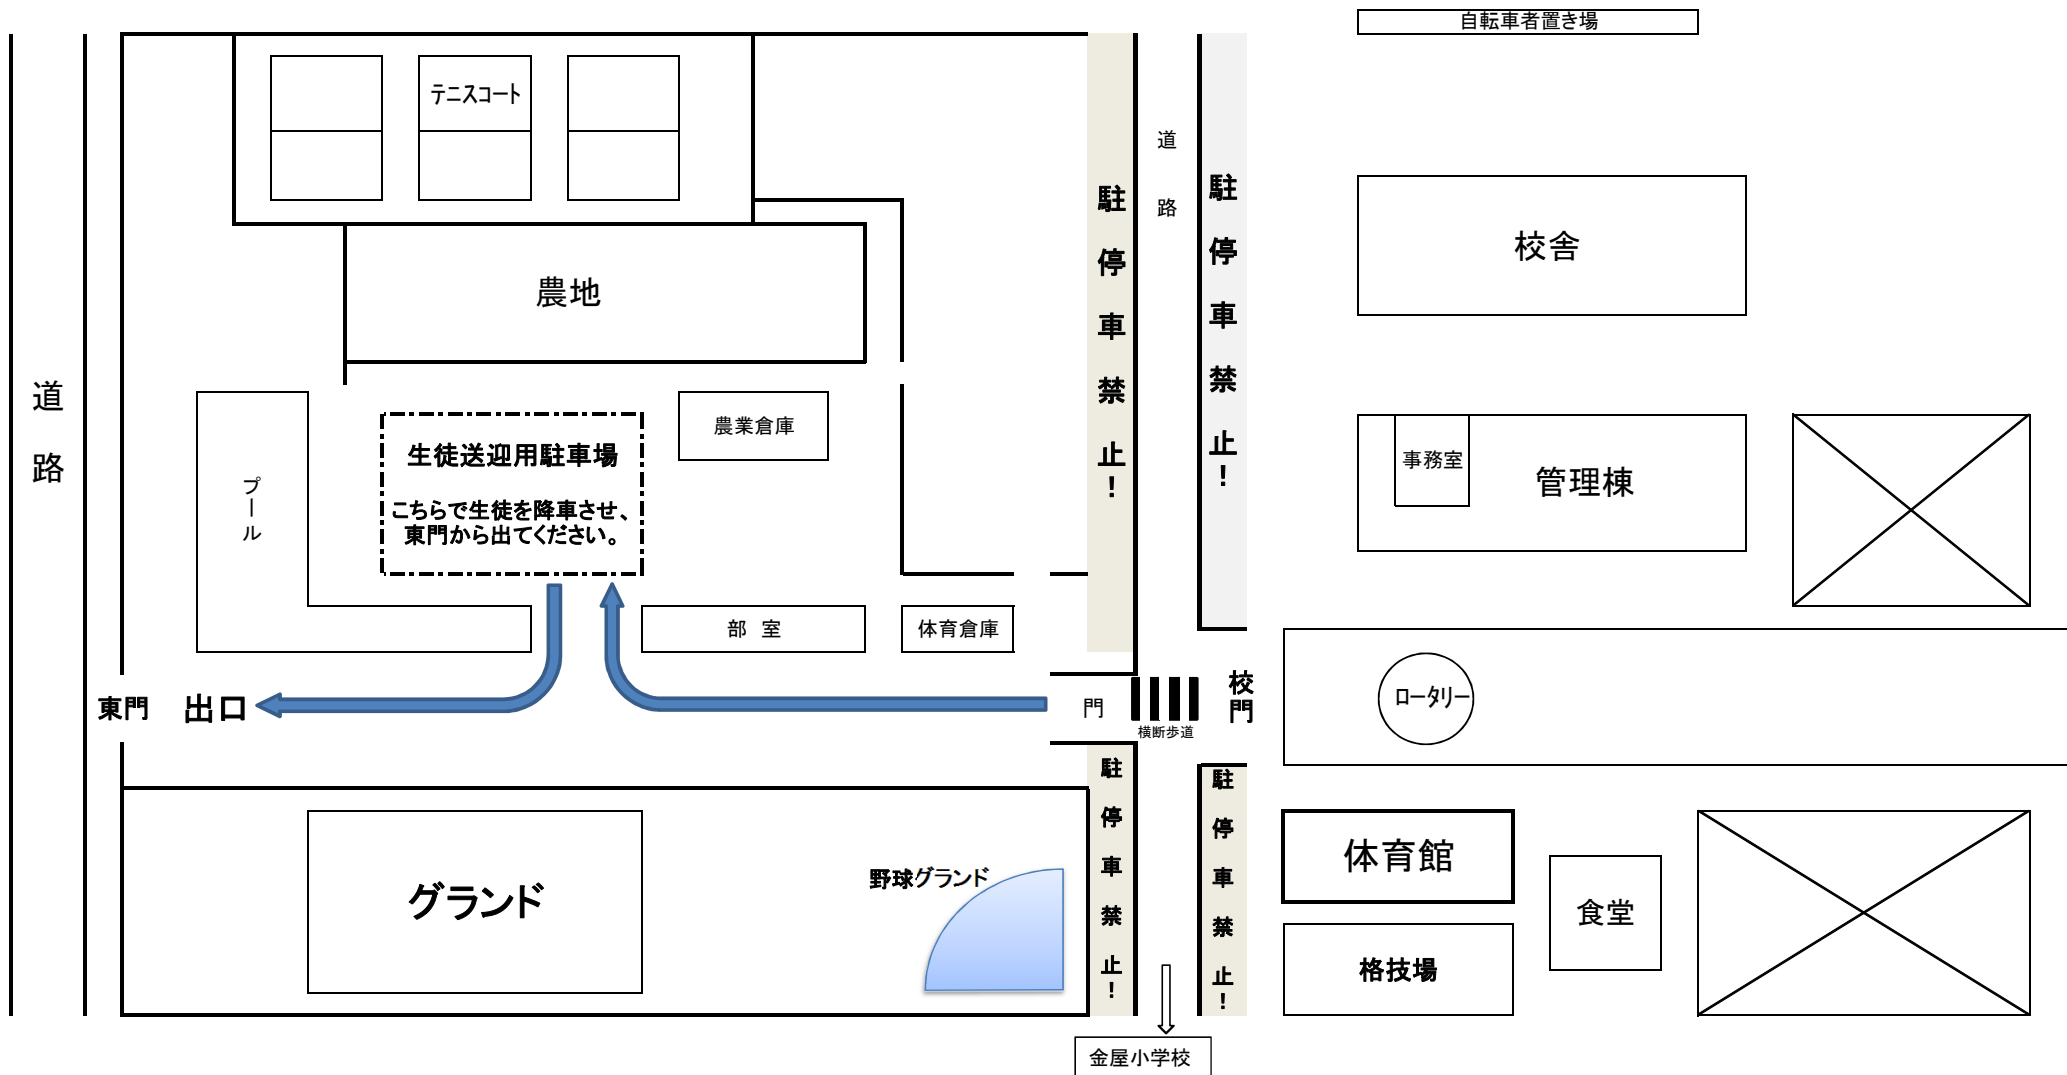 自転車者置き場
テニスコート
道路
駐停車禁止!
駐停車禁止!
校舎
農地
道路
農業倉庫
生徒送迎用駐車場
こちらで生徒を降車させ、
東門から出てください。
プール
事務室
管理棟
部 室
体育倉庫
東門
出口
門
横断歩道
校門
ロータリー
駐停車禁止!
駐停車禁止!
グランド
野球グランド
体育館
食堂
格技場
金屋小学校